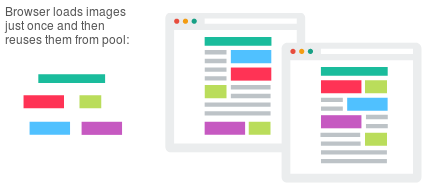 Browser loads images
just once and then
reuses them from pool: